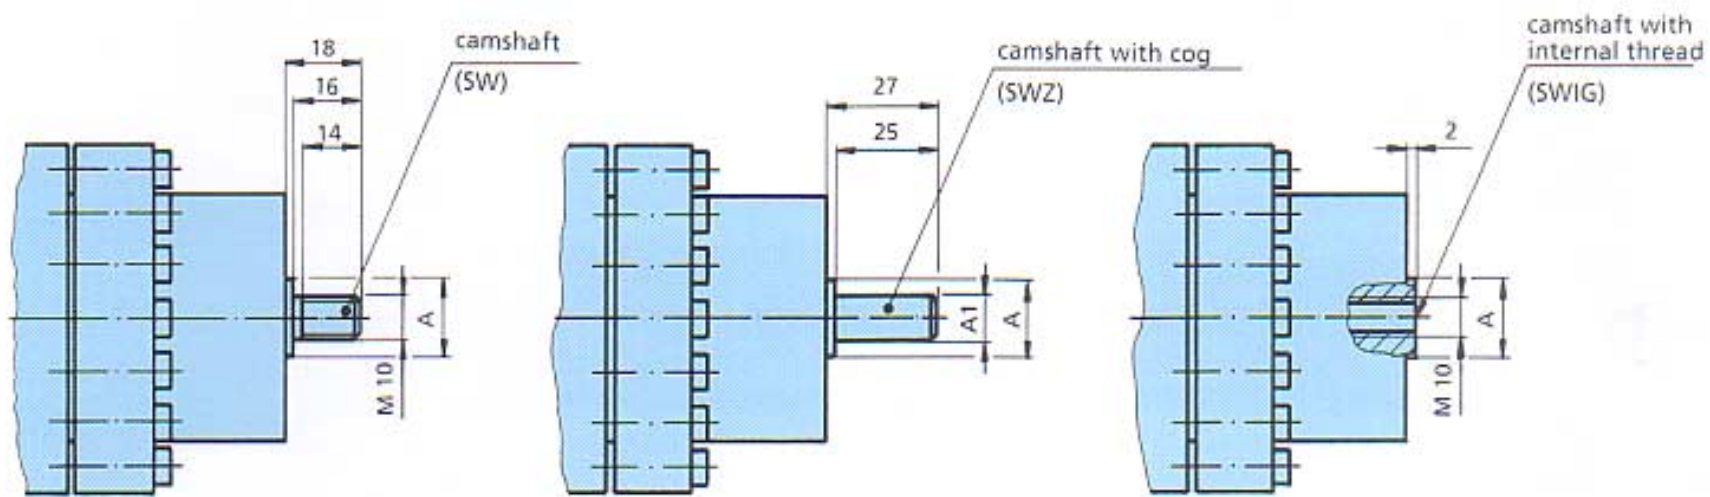 18
camshaft
(SW)
16
14
A
M 10
camshaft with cog
(SWZ)
27
25
A1
A
camshaft with
internal thread
(SWIG)
2
A
M 10